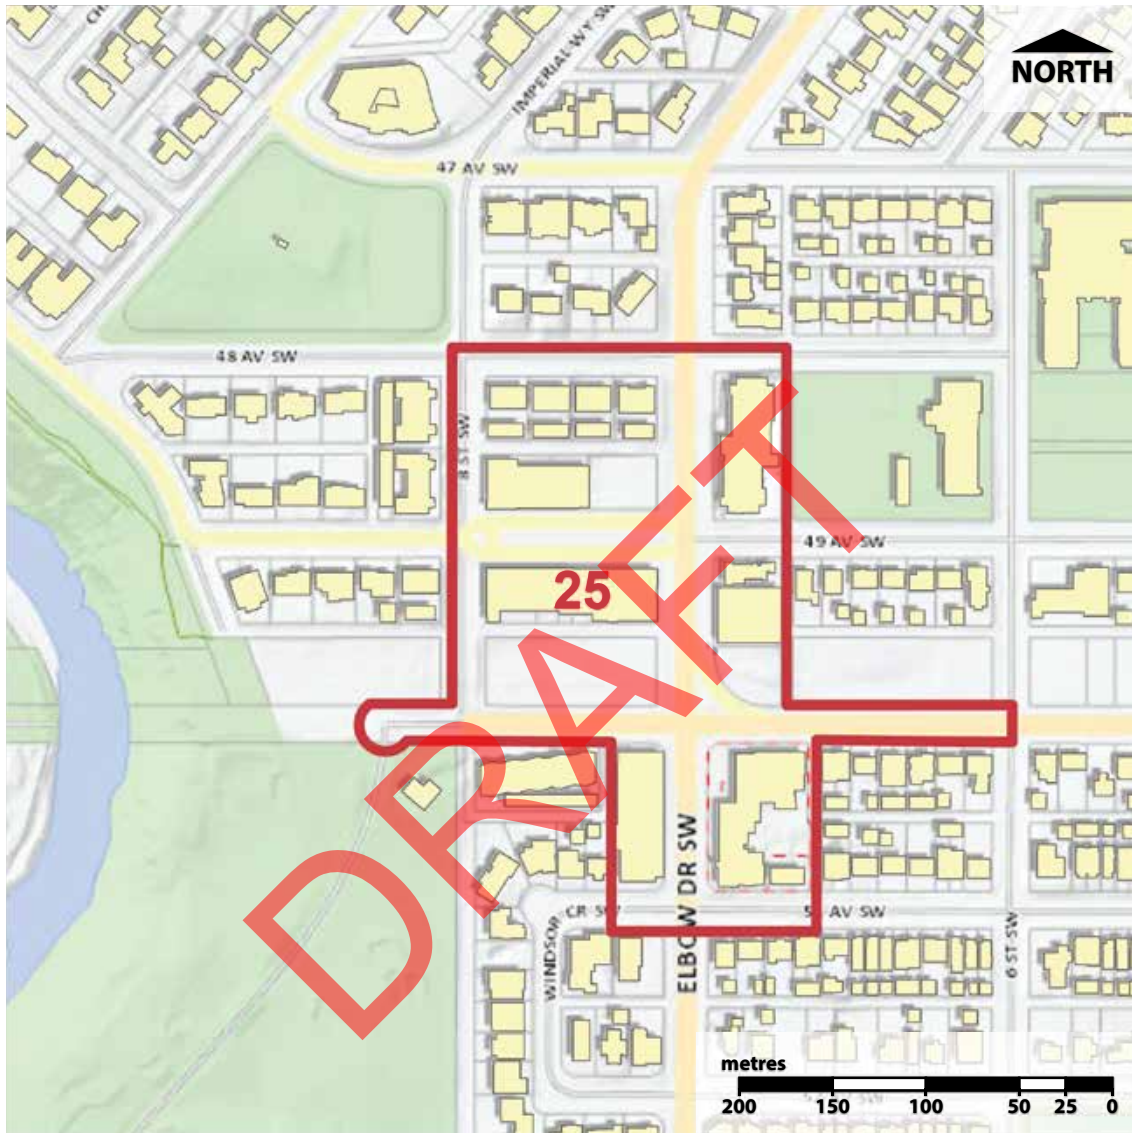 NORTH
IMPERIAL WY SW
47 AV SW
48 AV SW
8 ST SW
49 AV SW
25
DRAFT
ELBOW DR SW
CR SW
AV SW
WINDSOR
6 ST SW
metres
200 150 100 50 25 0